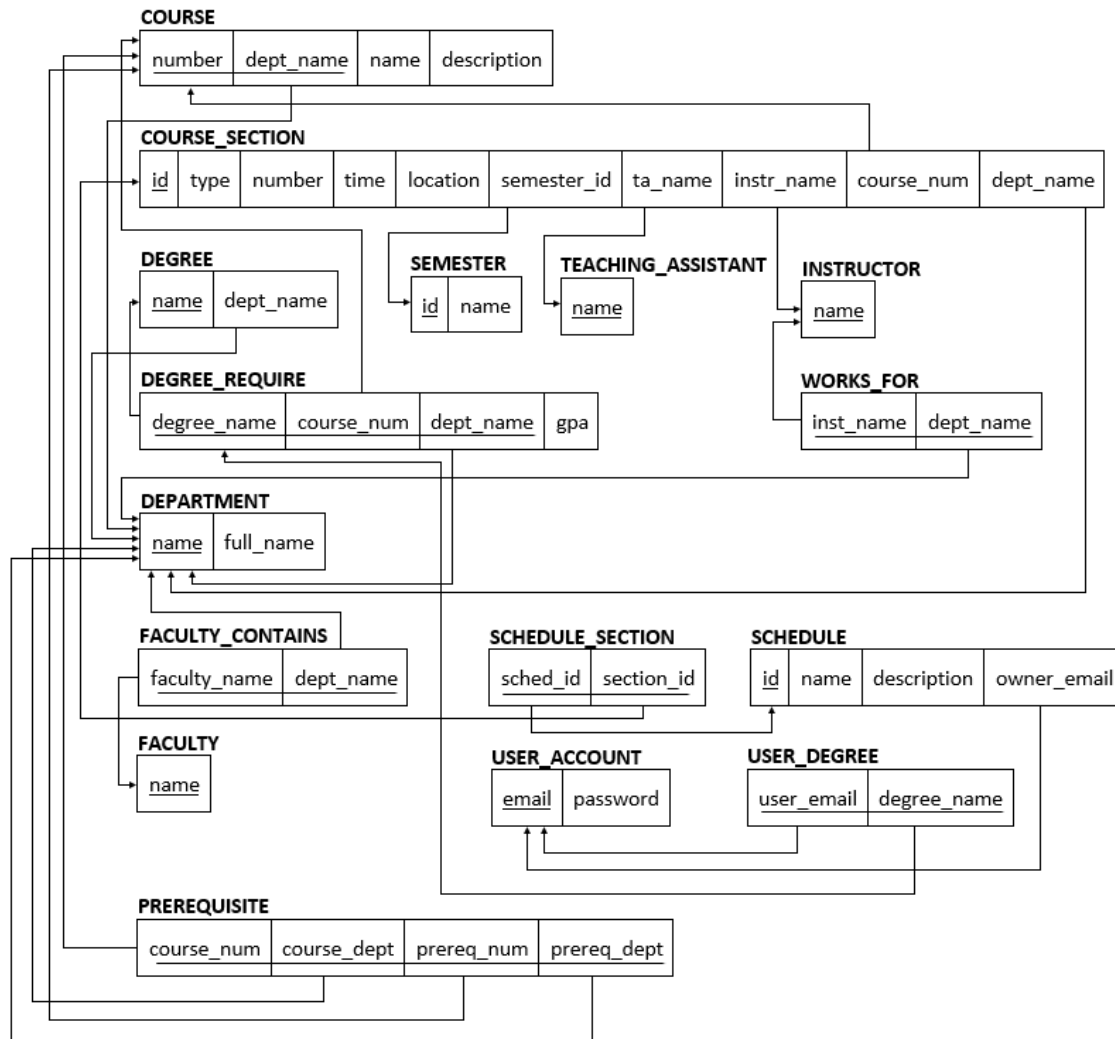 COURSE
number dept_name name description
COURSE_SECTION
id type number time location semester_id ta_name instr_name course_num dept_name
DEGREE
name dept_name
SEMESTER
id name
TEACHING_ASSISTANT
name
INSTRUCTOR
name
DEGREE_REQUIRE
degree_name course_num dept_name gpa
WORKS_FOR
inst_name dept_name
DEPARTMENT
name full_name
FACULTY_CONTAINS
faculty_name dept_name
SCHEDULE_SECTION
sched_id section_id
SCHEDULE
id name description owner_email
FACULTY
name
USER_ACCOUNT
email password
USER_DEGREE
user_email degree_name
PREREQUISITE
course_num course_dept prereq_num prereq_dept